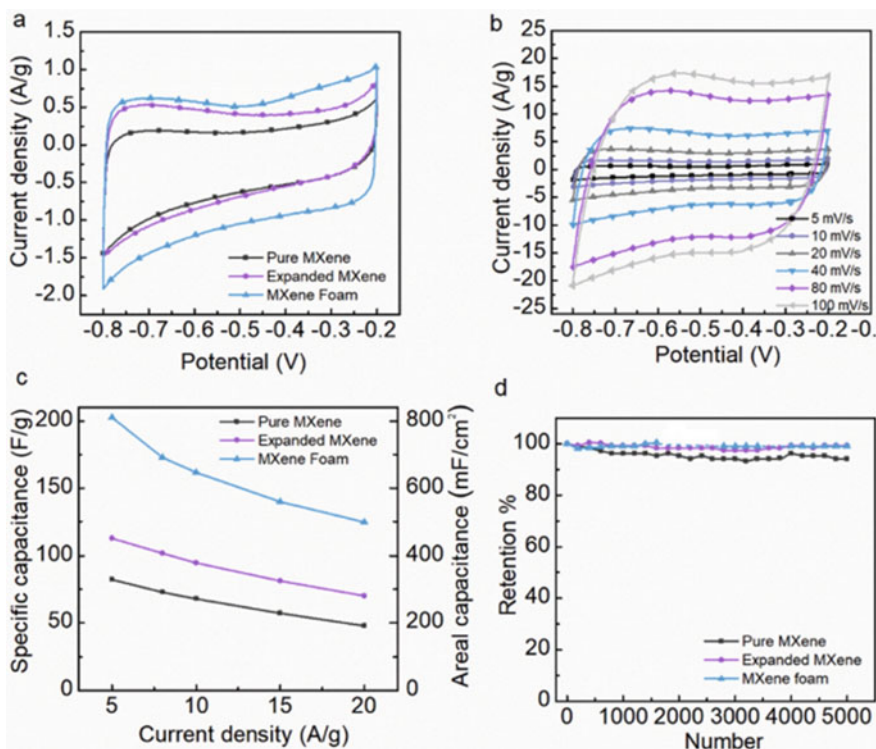 a
Current density (A/g)
1.5
1.0
0.5
0.0
-0.5
-1.0
-1.5
-2.0
Pure MXene
Expanded MXene
MXene Foam
-0.8 -0.7 -0.6 -0.5 -0.4 -0.3 -0.2
Potential (V)
b
Current density (A/g)
25
20
15
10
5
0
-5
-10
-15
-20
-25
5 mV/s
10 mV/s
20 mV/s
40 mV/s
80 mV/s
100 mV/s
-0.8 -0.7 -0.6 -0.5 -0.4 -0.3 -0.2 -0.
Potential (V)
c
Specific capacitance (F/g)
200
150
100
50
0
Pure MXene
Expanded MXene
MXene Foam
800
600
400
200
0
Areal capacitance (mF/cm²)
5 10 15 20
Current density (A/g)
d
Retention %
100
80
60
40
20
0
Pure MXene
Expanded MXene
MXene foam
0 1000 2000 3000 4000 5000
Number